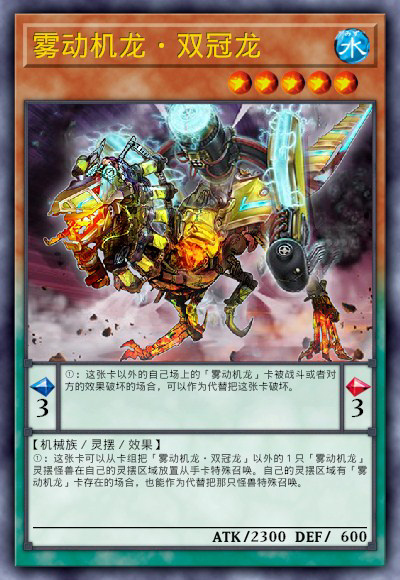 雾动机龙・双冠龙
水
①：这张卡以外的自己场上的「雾动机龙」卡被战斗或者对
方的效果破坏的场合，可以作为代替把这张卡破坏。
3
3
【机械族／灵摆／效果】
①：这张卡可以从卡组把「雾动机龙・双冠龙」以外的１只「雾动机龙」
灵摆怪兽在自己的灵摆区域放置从手卡特殊召唤。自己的灵摆区域有「雾
动机龙」卡存在的场合，也能作为代替把那只怪兽特殊召唤。
ATK/2300 DEF/ 600